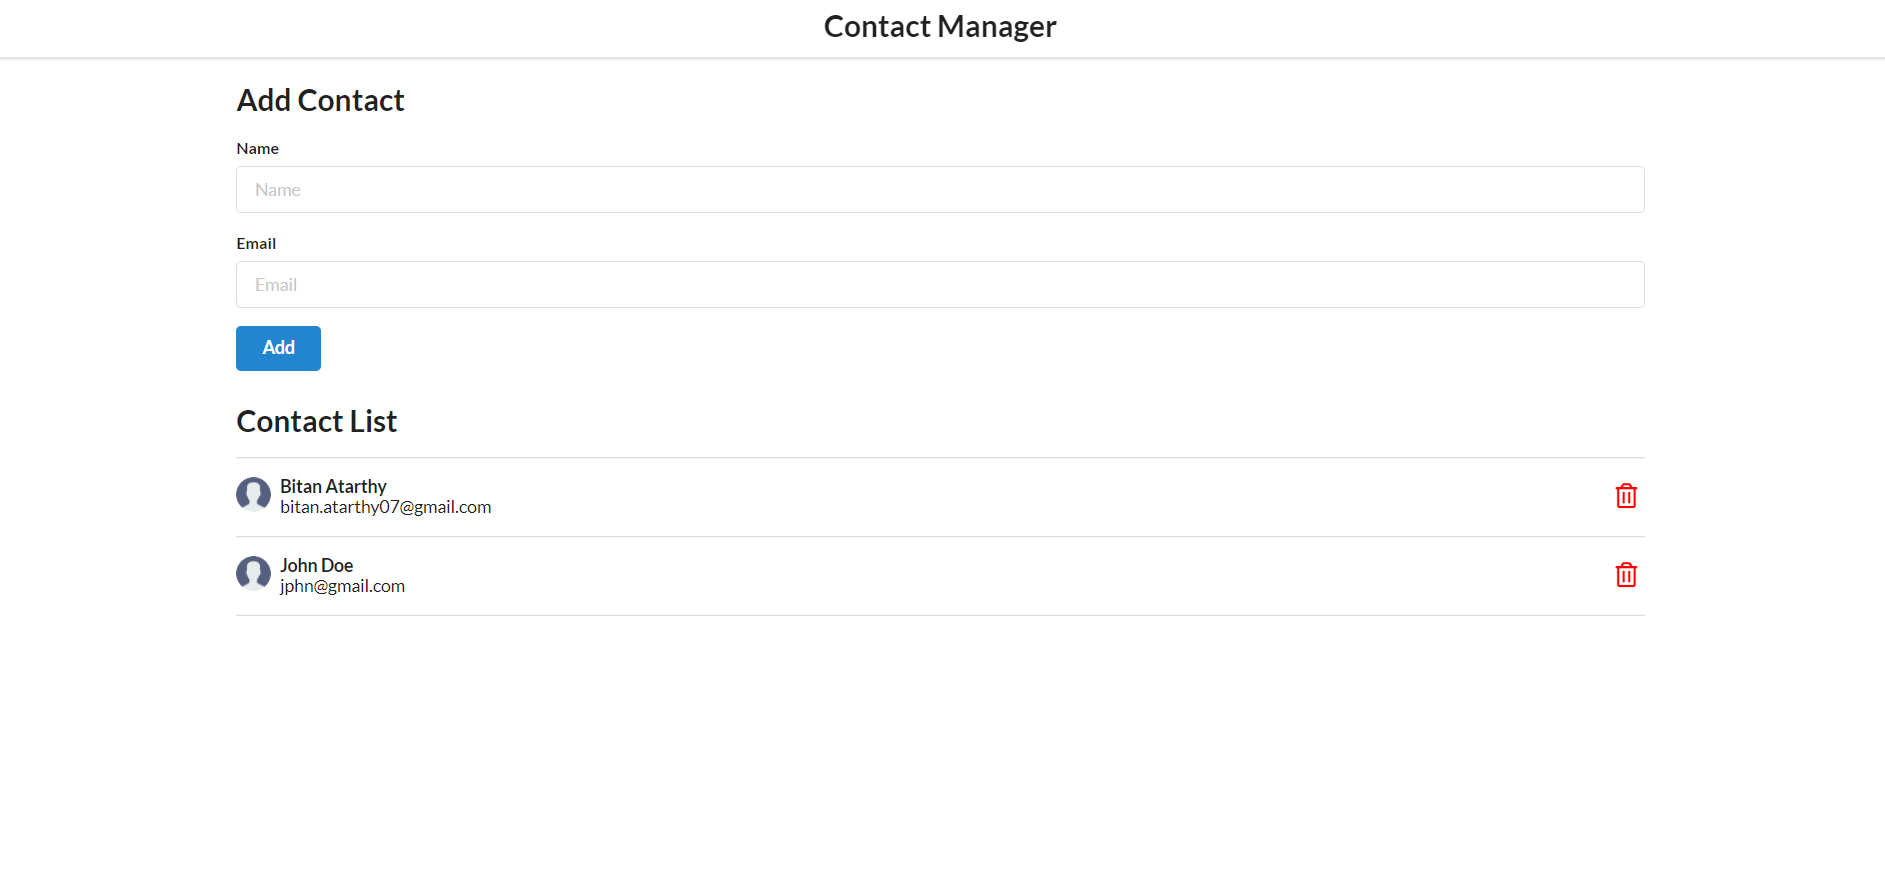 Contact Manager
Add Contact
Name
Name
Email
Email
Add
Contact List
Bitan Atarthy
bitan.atarthy07@gmail.com
John Doe
jphn@gmail.com